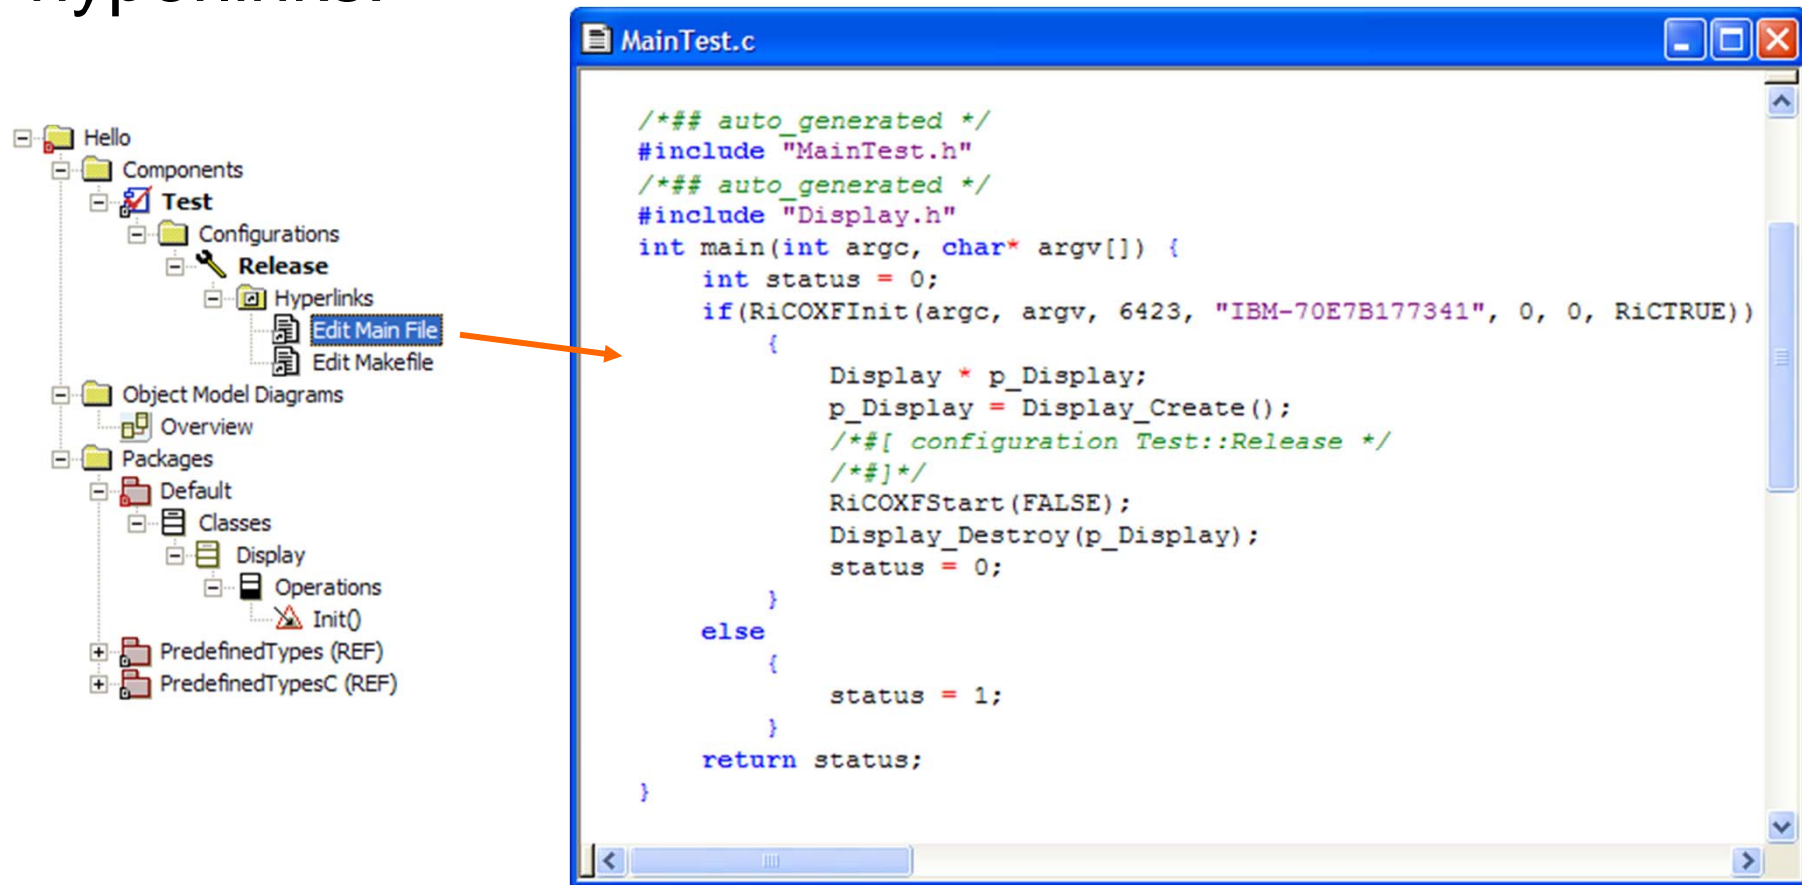 hyperlinks.
Hello
Components
Test
Configurations
Release
Hyperlinks
Edit Main File
Edit Makefile
Object Model Diagrams
Overview
Packages
Default
Classes
Display
Operations
Init()
PredefinedTypes (REF)
PredefinedTypesC (REF)
MainTest.c
/*## auto_generated */
#include "MainTest.h"
/*## auto_generated */
#include "Display.h"
int main(int argc, char* argv[]) {
int status = 0;
if(RiCOXFInit(argc, argv, 6423, "IBM-70E7B177341", 0, 0, RiCTRUE))
{
Display * p_Display;
p_Display = Display_Create();
/*#[ configuration Test::Release */
/*#]*/
RiCOXFStart(FALSE);
Display_Destroy(p_Display);
status = 0;
}
else
{
status = 1;
}
return status;
}